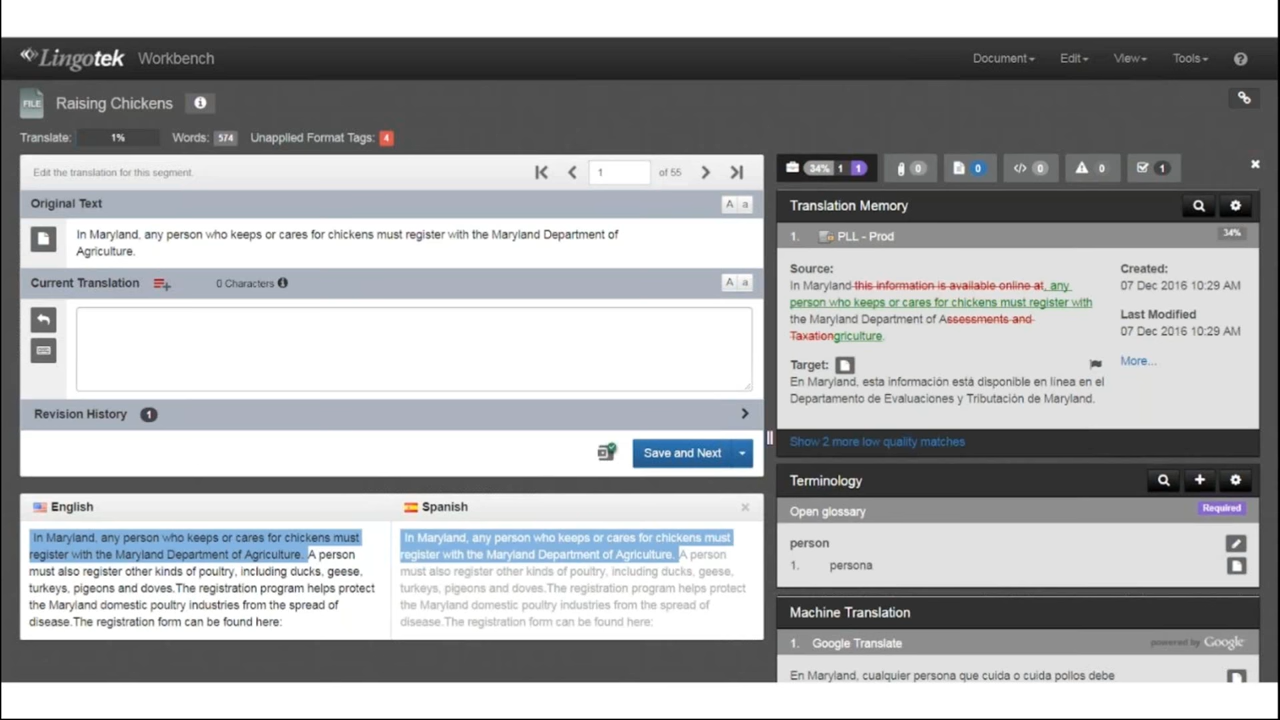 Lingotek Workbench
Document Edit View Tools ?
FILE Raising Chickens i
Translate: 1% Words: 574 Unapplied Format Tags: 4
Edit the translation for this segment.
1 of 55
Original Text
A a
In Maryland, any person who keeps or cares for chickens must register with the Maryland Department of
Agriculture.
Current Translation 0 Characters
A a
Revision History 1
Save and Next
English
In Maryland, any person who keeps or cares for chickens must
register with the Maryland Department of Agriculture. A person
must also register other kinds of poultry, including ducks, geese,
turkeys, pigeons and doves.The registration program helps protect
the Maryland domestic poultry industries from the spread of
disease.The registration form can be found here:
Spanish
In Maryland, any person who keeps or cares for chickens must
register with the Maryland Department of Agriculture. A person
must also register other kinds of poultry, including ducks, geese,
turkeys, pigeons and doves.The registration program helps protect
the Maryland domestic poultry industries from the spread of
disease.The registration form can be found here:
34% 1 1 0 0 0 0 1
Translation Memory
1. PLL - Prod 34%
Source:
In Maryland this information is available online at, any
person who keeps or cares for chickens must register with
the Maryland Department of Assessments and
Taxationgriculture.
Target:
En Maryland, esta información está disponible en línea en el
Departamento de Evaluaciones y Tributación de Maryland.
Created:
07 Dec 2016 10:29 AM
Last Modified
07 Dec 2016 10:29 AM
More...
Show 2 more low quality matches
Terminology
Open glossary Required
person
1. persona
Machine Translation
1. Google Translate powered by Google
En Maryland, cualquier persona que cuida o cuida pollos debe